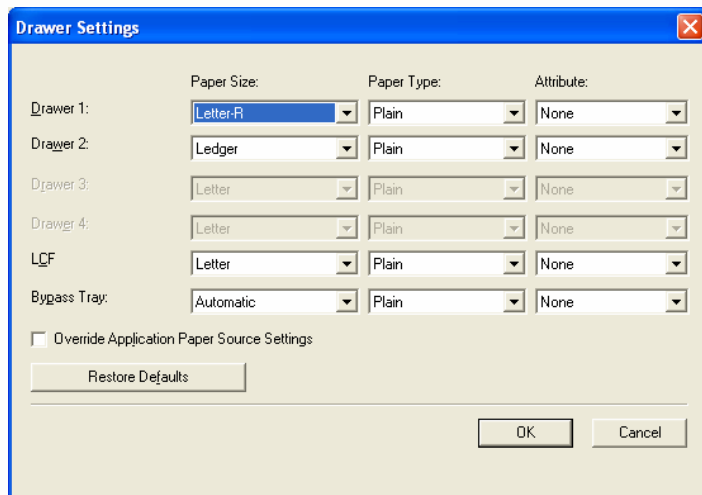 Drawer Settings
Paper Size: Paper Type: Attribute:
Drawer 1: Letter-R Plain None
Drawer 2: Ledger Plain None
Drawer 3: Letter Plain None
Drawer 4: Letter Plain None
LCF Letter Plain None
Bypass Tray: Automatic Plain None
Override Application Paper Source Settings
Restore Defaults
OK Cancel